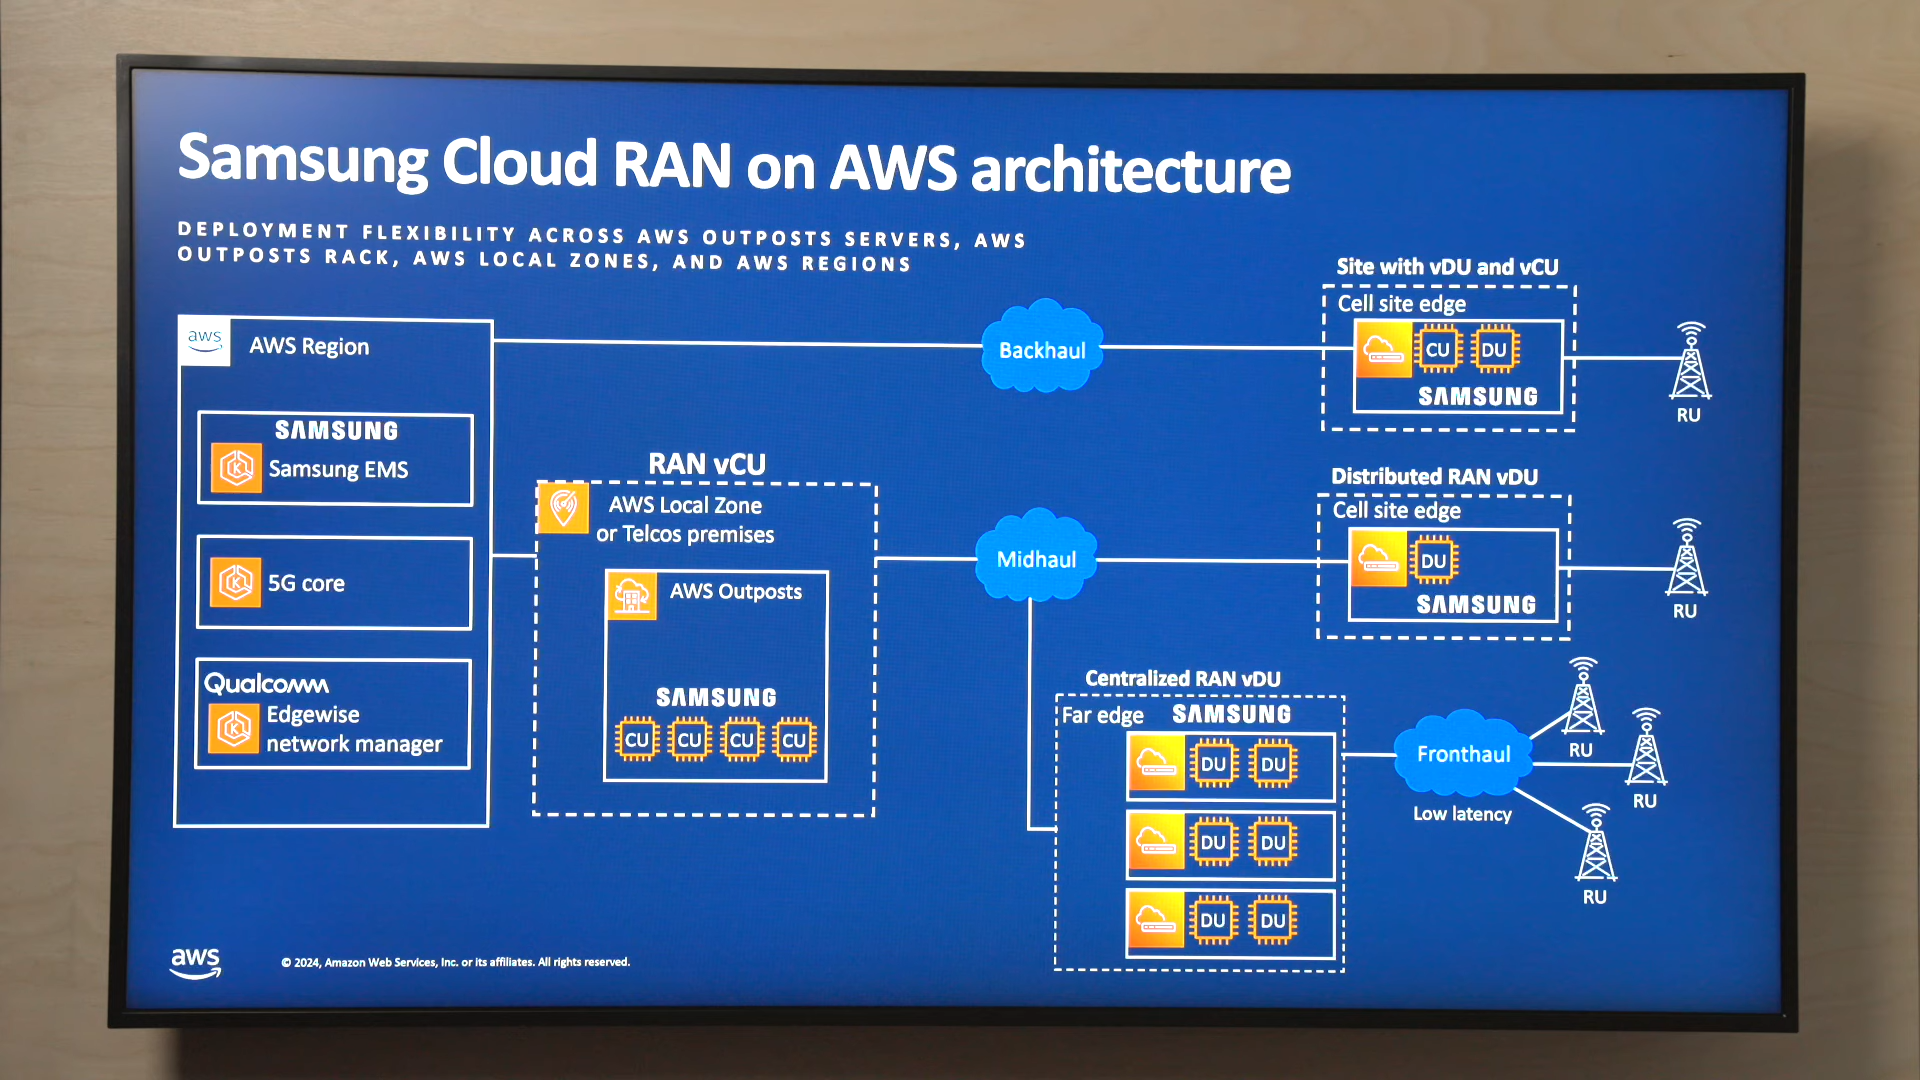 Samsung Cloud RAN on AWS architecture
DEPLOYMENT FLEXIBILITY ACROSS AWS OUTPOSTS SERVERS, AWS
OUTPOSTS RACK, AWS LOCAL ZONES, AND AWS REGIONS
aws
AWS Region
SAMSUNG
K
Samsung EMS
K
5G core
Qualcomm
K
Edgewise
network manager
RAN vCU
AWS Local Zone
or Telcos premises
AWS Outposts
SAMSUNG
CU CU CU CU
Backhaul
Site with vDU and vCU
Cell site edge
CU DU
SAMSUNG
RU
Midhaul
Distributed RAN vDU
Cell site edge
DU
SAMSUNG
RU
Centralized RAN vDU
Far edge SAMSUNG
DU DU
DU DU
DU DU
Fronthaul
Low latency
RU
RU
RU
aws
© 2024, Amazon Web Services, Inc. or its affiliates. All rights reserved.